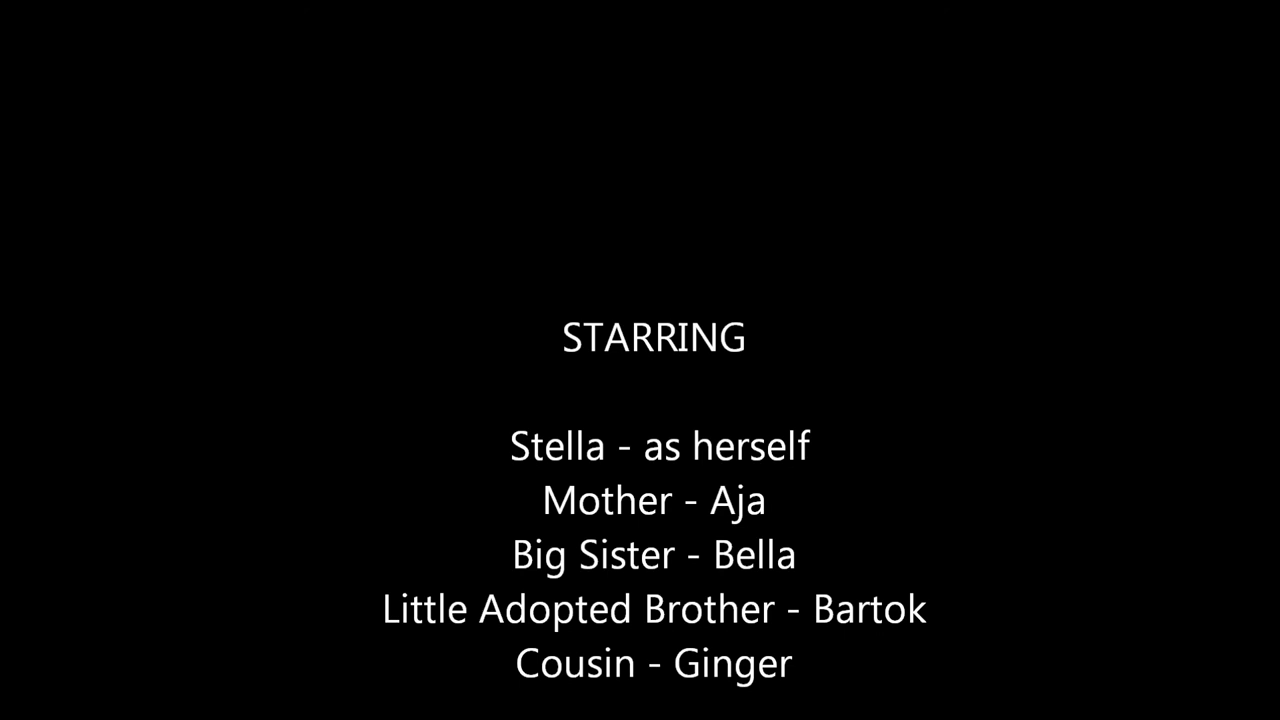 STARRING
Stella - as herself
Mother - Aja
Big Sister - Bella
Little Adopted Brother - Bartok
Cousin - Ginger